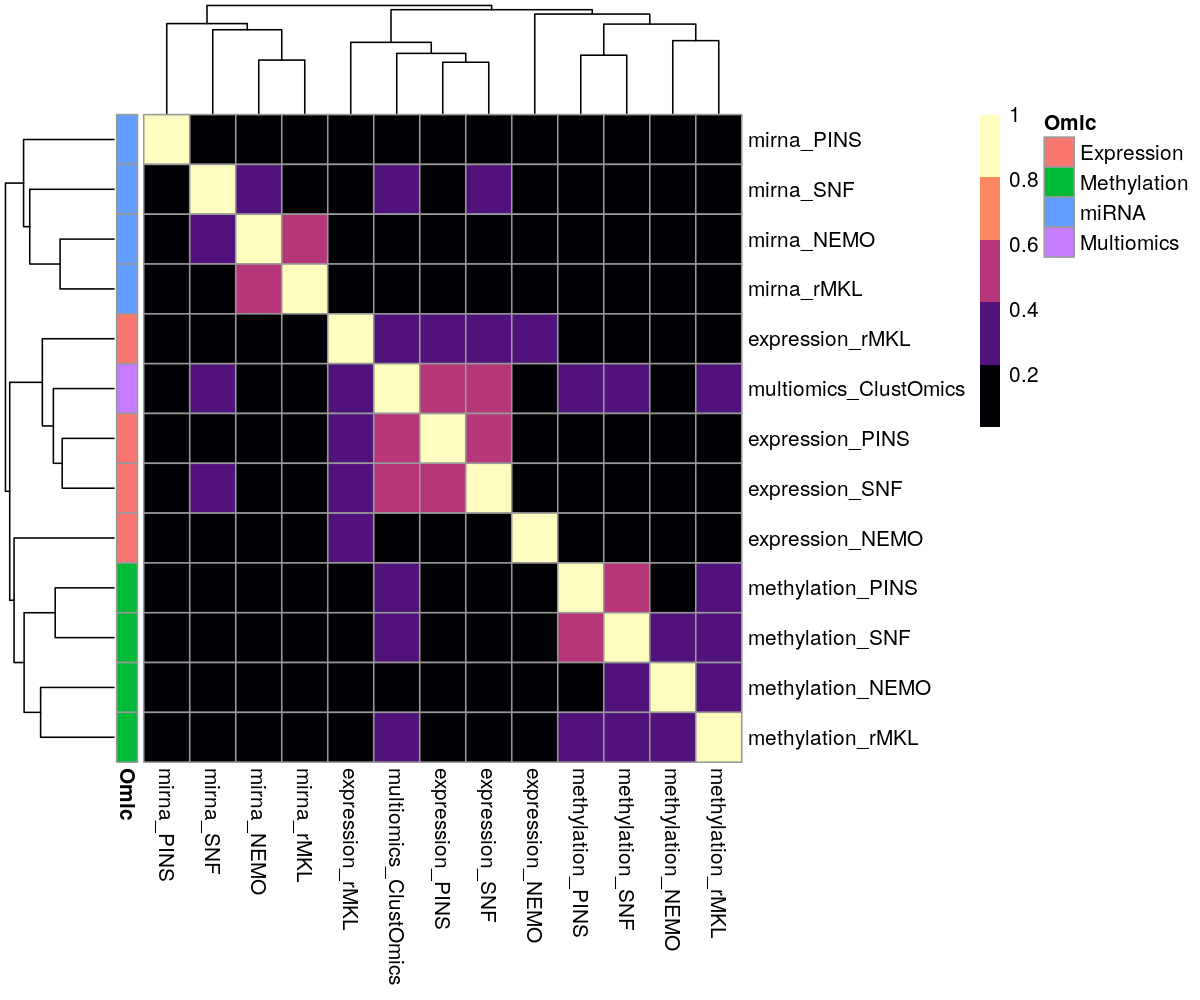 mirna_PINS
mirna_SNF
mirna_NEMO
mirna_rMKL
expression_rMKL
multiomics_ClustOmics
expression_PINS
expression_SNF
expression_NEMO
methylation_PINS
methylation_SNF
methylation_NEMO
methylation_rMKL
1
0.8
0.6
0.4
0.2
OmIc
Expression
Methylation
miRNA
Multiomics
OmIc
mirna_PINS
mirna_SNF
mirna_NEMO
mirna_rMKL
expression_rMKL
multiomics_ClustOmics
expression_PINS
expression_SNF
expression_NEMO
methylation_PINS
methylation_SNF
methylation_NEMO
methylation_rMKL